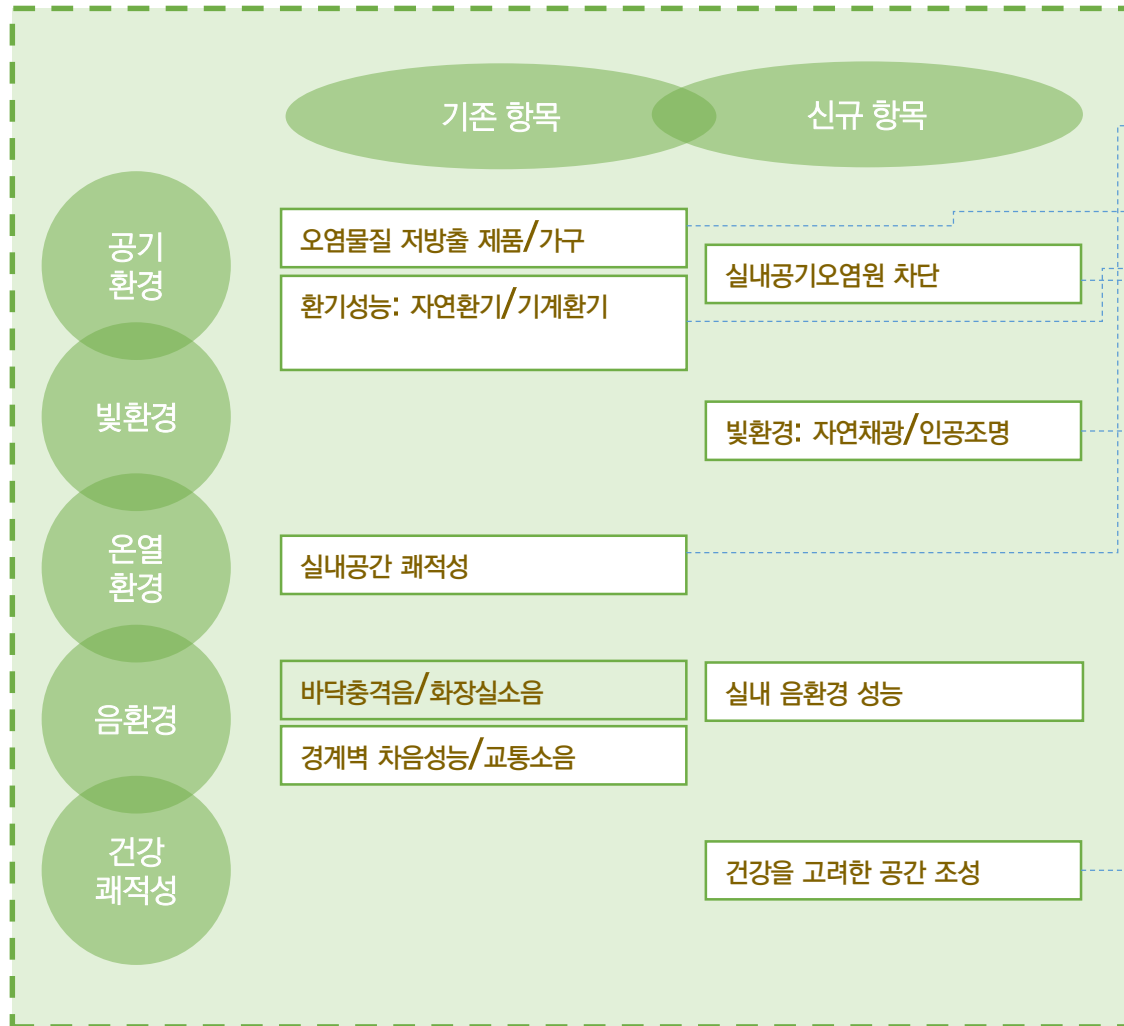 기존 항목
신규 항목
공기
환경
오염물질 저방출 제품/가구
환기성능: 자연환기/기계환기
실내공기오염원 차단
빛환경
빛환경: 자연채광/인공조명
온열
환경
실내공간 쾌적성
음환경
바닥충격음/화장실소음
경계벽 차음성능/교통소음
실내 음환경 성능
건강
쾌적성
건강을 고려한 공간 조성